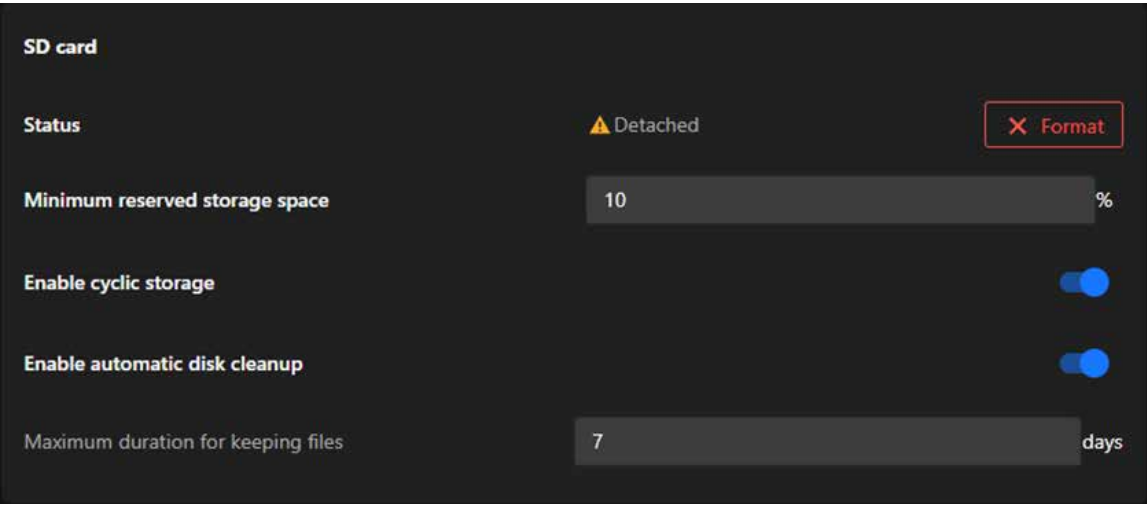 SD card
Status Detached Format
Minimum reserved storage space 10 %
Enable cyclic storage
Enable automatic disk cleanup
Maximum duration for keeping files 7 days